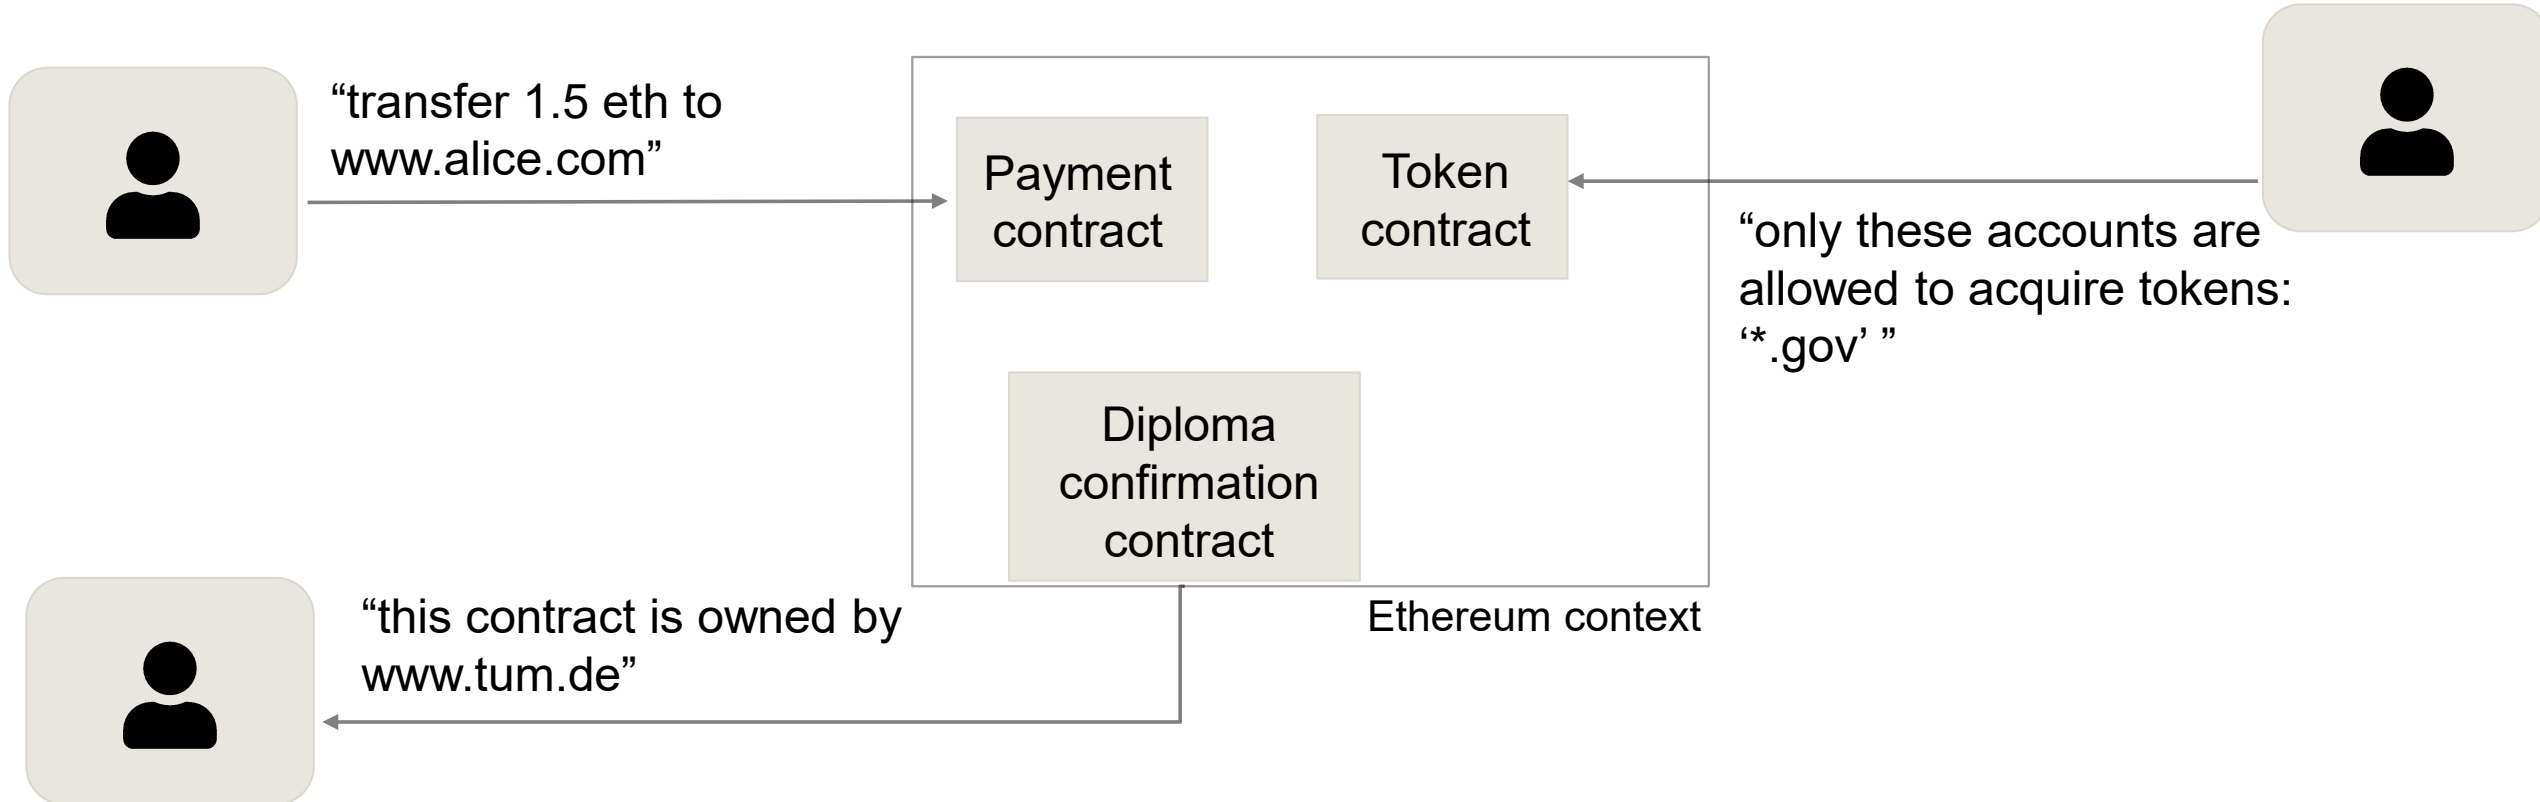 “transfer 1.5 eth to
www.alice.com”
Payment
contract
Token
contract
“only these accounts are
allowed to acquire tokens:
‘*.gov’ ”
Diploma
confirmation
contract
“this contract is owned by
www.tum.de”
Ethereum context